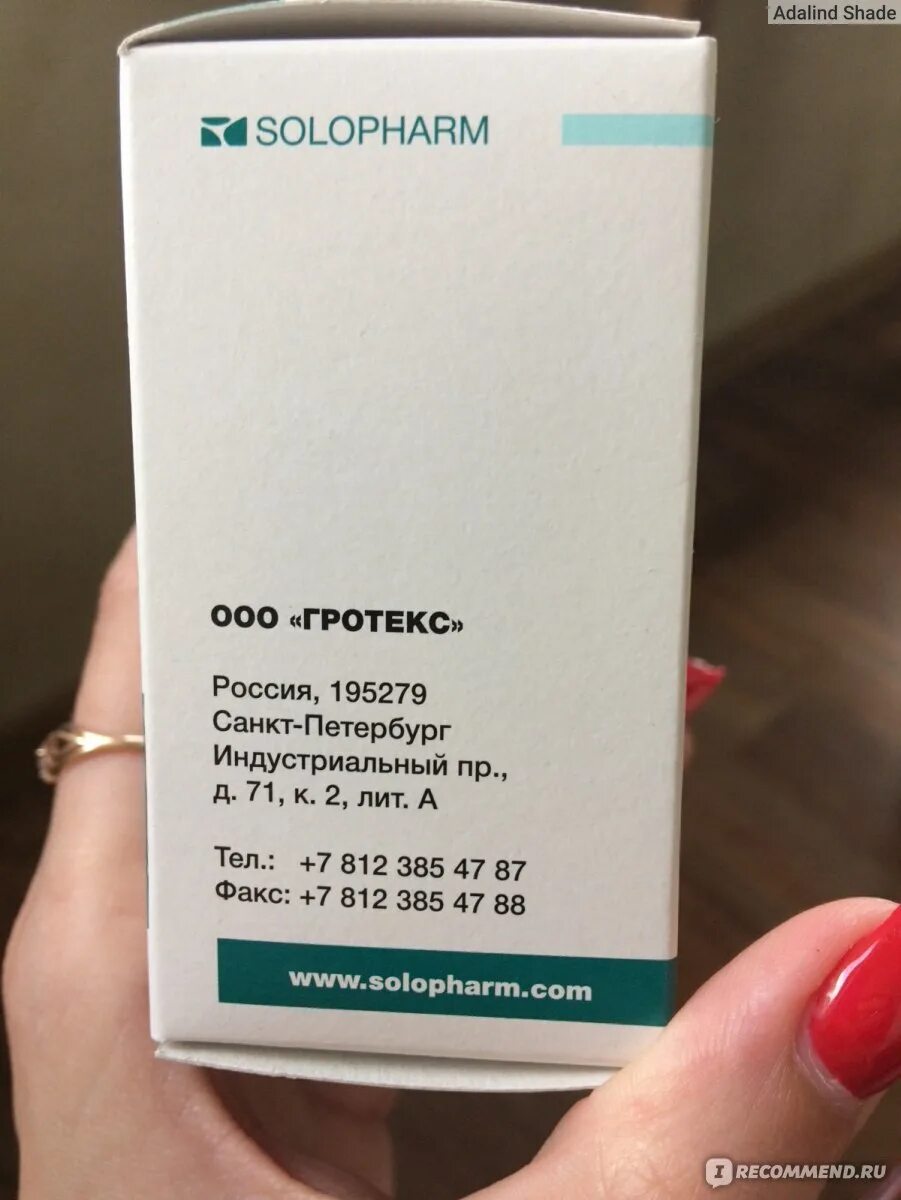 Adalind Shade
SOLOPHARM
ООО «ГРОТЕКС»
Россия, 195279
Санкт-Петербург
Индустриальный пр.,
д. 71, к. 2, лит. А
Тел.: +7 812 385 47 87
Факс: +7 812 385 47 88
www.solopharm.com
IRECOMMEND.RU